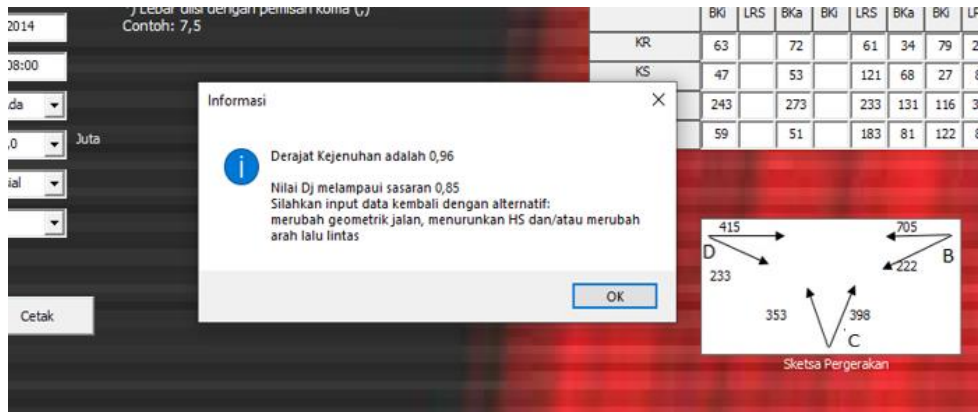 *) Lebar diisi dengan pemisah koma (,)
2014
Contoh: 7,5
BKi LRS BKa BKi LRS BKa BKi
KR 63 72 61 34 79
08:00
KS 47 53 121 68 27
Informasi
243 273 233 131 116
59 51 183 81 122
Juta
Derajat Kejenuhan adalah 0,96
Nilai Dj melampaui sasaran 0,85
Silahkan input data kembali dengan alternatif:
merubah geometrik jalan, menurunkan HS dan/atau merubah
arah lalu lintas
OK
Cetak
415 705
D B
233 222
353 398
C
Sketsa Pergerakan